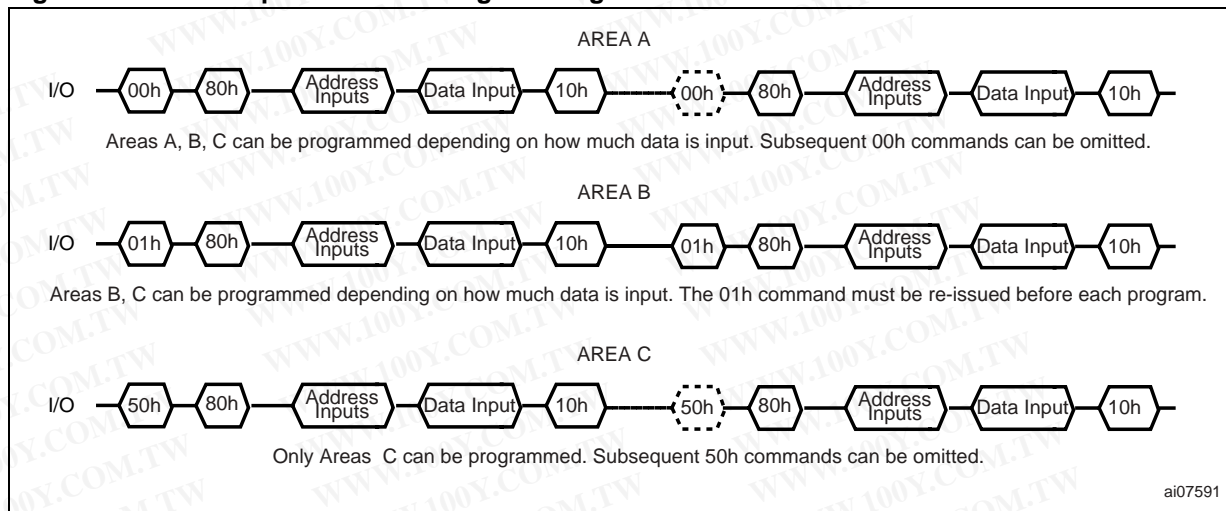 AREA A
I/O 00h 80h Address Inputs Data Input 10h 00h 80h Address Inputs Data Input 10h
Areas A, B, C can be programmed depending on how much data is input. Subsequent 00h commands can be omitted.
AREA B
I/O 01h 80h Address Inputs Data Input 10h 01h 80h Address Inputs Data Input 10h
Areas B, C can be programmed depending on how much data is input. The 01h command must be re-issued before each program.
AREA C
I/O 50h 80h Address Inputs Data Input 10h 50h 80h Address Inputs Data Input 10h
Only Areas C can be programmed. Subsequent 50h commands can be omitted.
ai07591
WWW.100Y.COM.TW